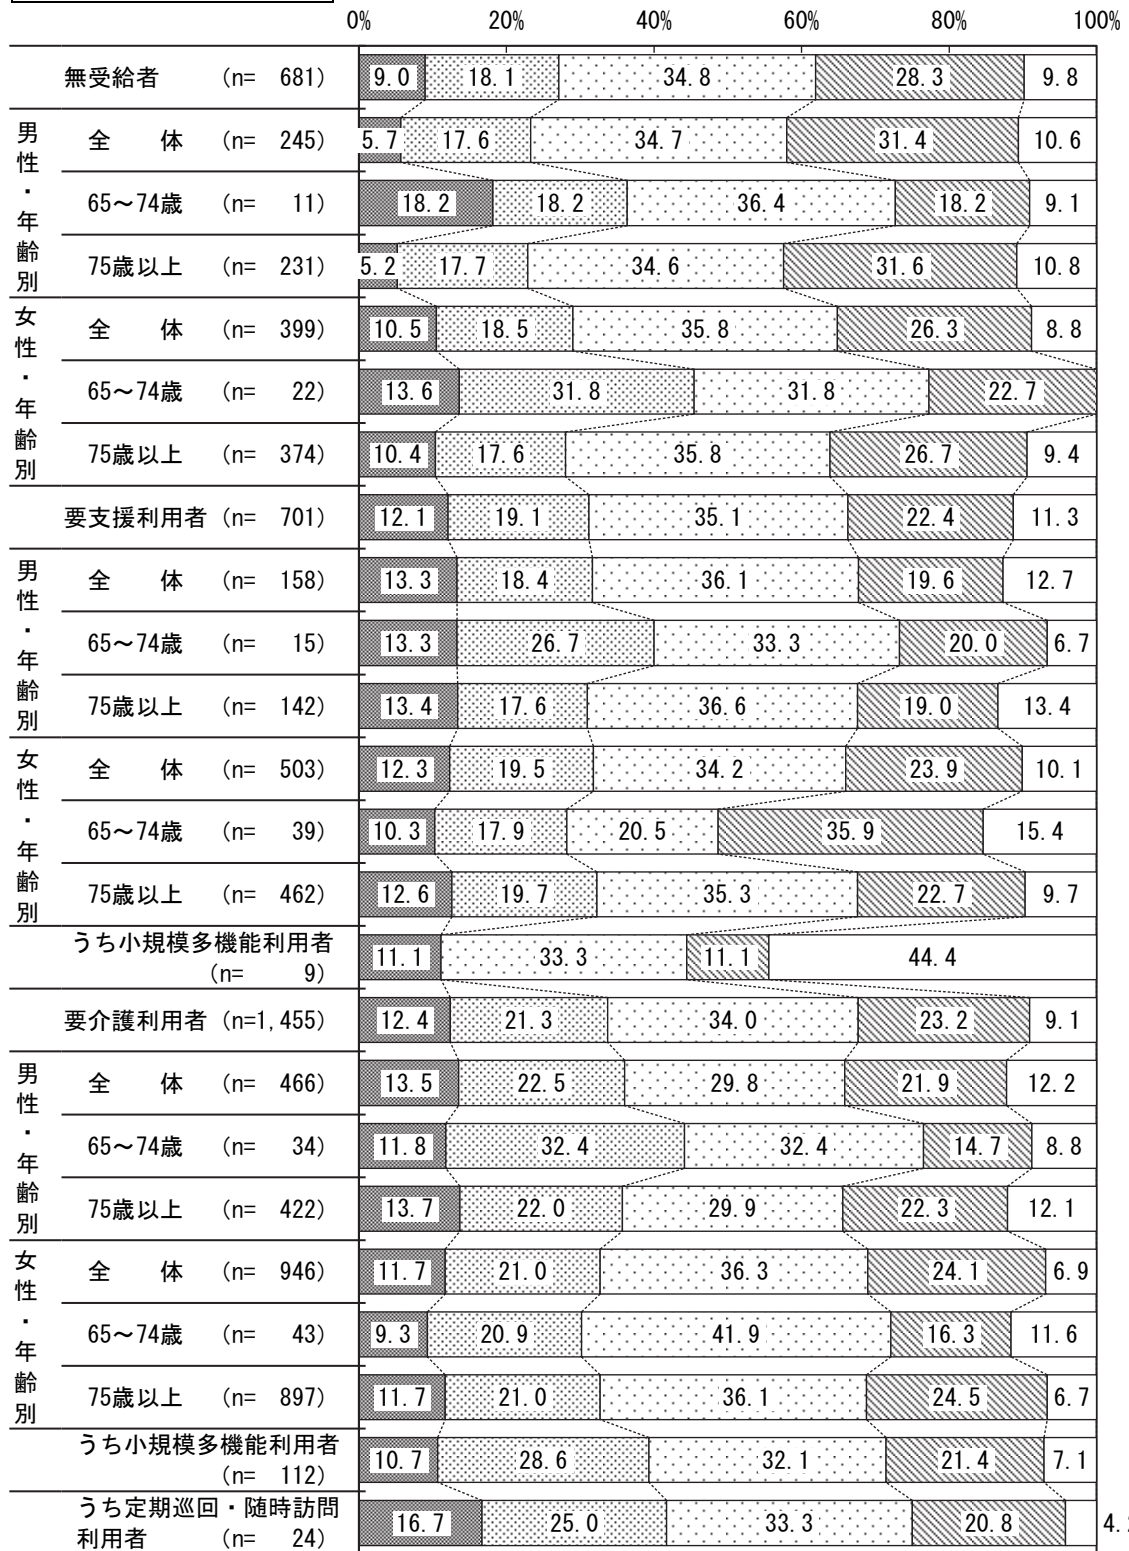 0% 20% 40% 60% 80% 100%
無受給者 (n= 681) 9.0 18.1 34.8 28.3 9.8
男性・年齢別
全 体 (n= 245) 5.7 17.6 34.7 31.4 10.6
65～74歳 (n= 11) 18.2 18.2 36.4 18.2 9.1
75歳以上 (n= 231) 5.2 17.7 34.6 31.6 10.8
女性・年齢別
全 体 (n= 399) 10.5 18.5 35.8 26.3 8.8
65～74歳 (n= 22) 13.6 31.8 31.8 22.7
75歳以上 (n= 374) 10.4 17.6 35.8 26.7 9.4
要支援利用者 (n= 701) 12.1 19.1 35.1 22.4 11.3
男性・年齢別
全 体 (n= 158) 13.3 18.4 36.1 19.6 12.7
65～74歳 (n= 15) 13.3 26.7 33.3 20.0 6.7
75歳以上 (n= 142) 13.4 17.6 36.6 19.0 13.4
女性・年齢別
全 体 (n= 503) 12.3 19.5 34.2 23.9 10.1
65～74歳 (n= 39) 10.3 17.9 20.5 35.9 15.4
75歳以上 (n= 462) 12.6 19.7 35.3 22.7 9.7
うち小規模多機能利用者
(n= 9) 11.1 33.3 11.1 44.4
要介護利用者 (n=1,455) 12.4 21.3 34.0 23.2 9.1
男性・年齢別
全 体 (n= 466) 13.5 22.5 29.8 21.9 12.2
65～74歳 (n= 34) 11.8 32.4 32.4 14.7 8.8
75歳以上 (n= 422) 13.7 22.0 29.9 22.3 12.1
女性・年齢別
全 体 (n= 946) 11.7 21.0 36.3 24.1 6.9
65～74歳 (n= 43) 9.3 20.9 41.9 16.3 11.6
75歳以上 (n= 897) 11.7 21.0 36.1 24.5 6.7
うち小規模多機能利用者
(n= 112) 10.7 28.6 32.1 21.4 7.1
うち定期巡回・随時訪問
利用者 (n= 24) 16.7 25.0 33.3 20.8